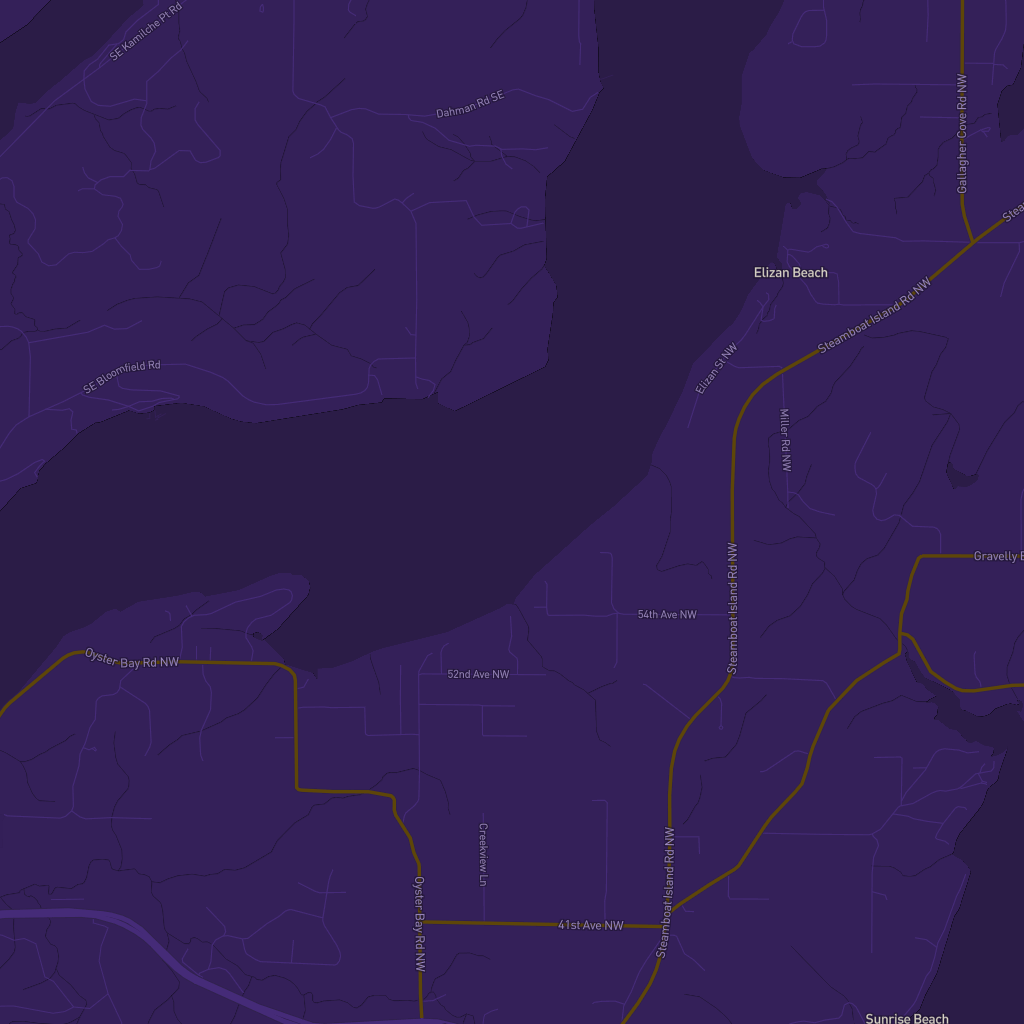 SE Kamilche Pt Rd
Dahman Rd SE
Gallagher Cove Rd NW
Elizan Beach
Steamboat Island Rd NW
Elizan St NW
SE Bloomfield Rd
Miller Rd NW
Gravelly
Steamboat Island Rd NW
54th Ave NW
Oyster Bay Rd NW
52nd Ave NW
Creekview Ln
Steamboat Island Rd NW
Oyster Bay Rd NW
41st Ave NW
Sunrise Beach